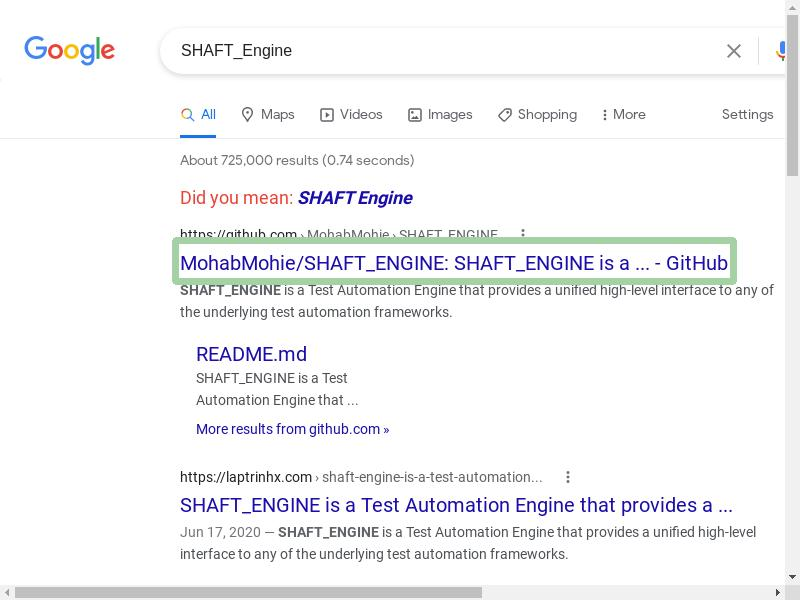 Google
SHAFT_Engine
All Maps Videos Images Shopping More Settings
About 725,000 results (0.74 seconds)
Did you mean: SHAFT Engine
https://github.com › MohabMohie › SHAFT_ENGINE
MohabMohie/SHAFT_ENGINE: SHAFT_ENGINE is a ... - GitHub
SHAFT_ENGINE is a Test Automation Engine that provides a unified high-level interface to any of
the underlying test automation frameworks.
README.md
SHAFT_ENGINE is a Test
Automation Engine that ...
More results from github.com »
https://laptrinhx.com › shaft-engine-is-a-test-automation...
SHAFT_ENGINE is a Test Automation Engine that provides a ...
Jun 17, 2020 — SHAFT_ENGINE is a Test Automation Engine that provides a unified high-level
interface to any of the underlying test automation frameworks.